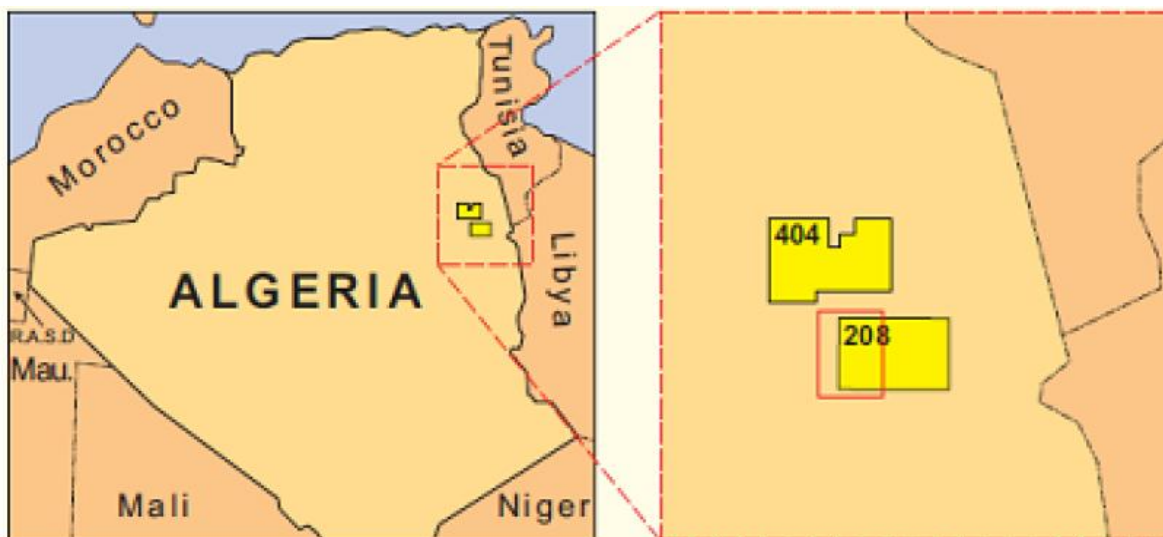 Morocco
Tunisia
ALGERIA
Libya
R.A.S.D
Mau.
Mali
Niger
404
208